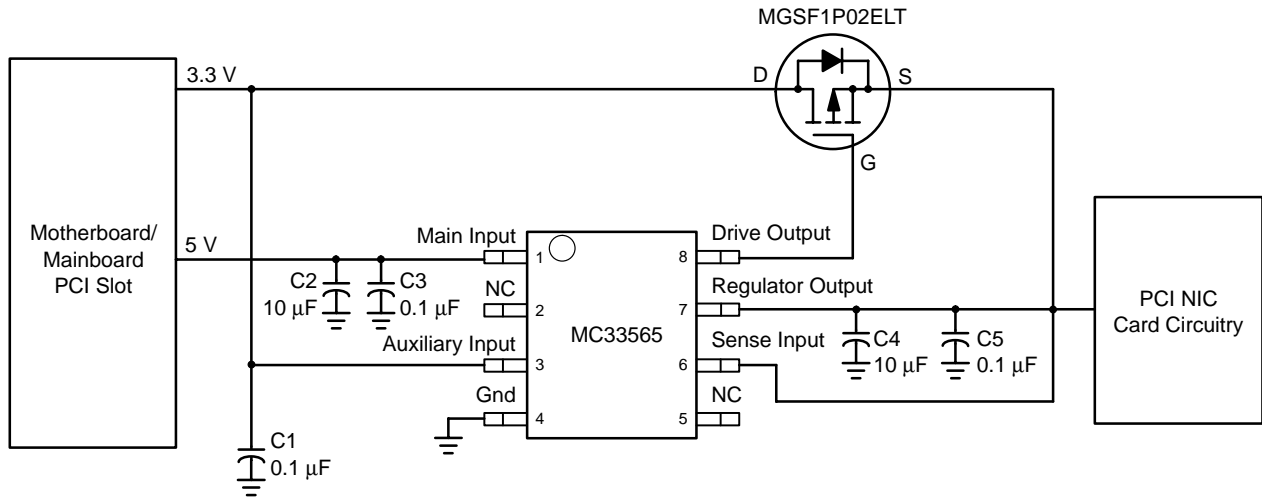 MGSF1P02ELT
3.3 V
D
S
G
Motherboard/
Mainboard
PCI Slot
5 V
Main Input
1
C2
10 μF
C3
0.1 μF
NC
2
Auxiliary Input
3
Gnd
4
C1
0.1 μF
MC33565
Drive Output
8
Regulator Output
7
Sense Input
6
NC
5
C4
10 μF
C5
0.1 μF
PCI NIC
Card Circuitry